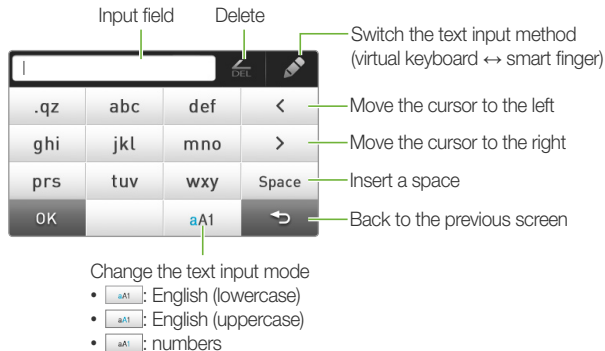 Input field
Delete
Switch the text input method
(virtual keyboard ↔ smart finger)
DEL
.qz abc def <
Move the cursor to the left
ghi jkl mno >
Move the cursor to the right
prs tuv wxy Space
Insert a space
OK aA1
Back to the previous screen
Change the text input mode
• aA1 : English (lowercase)
• aA1 : English (uppercase)
• aA1 : numbers